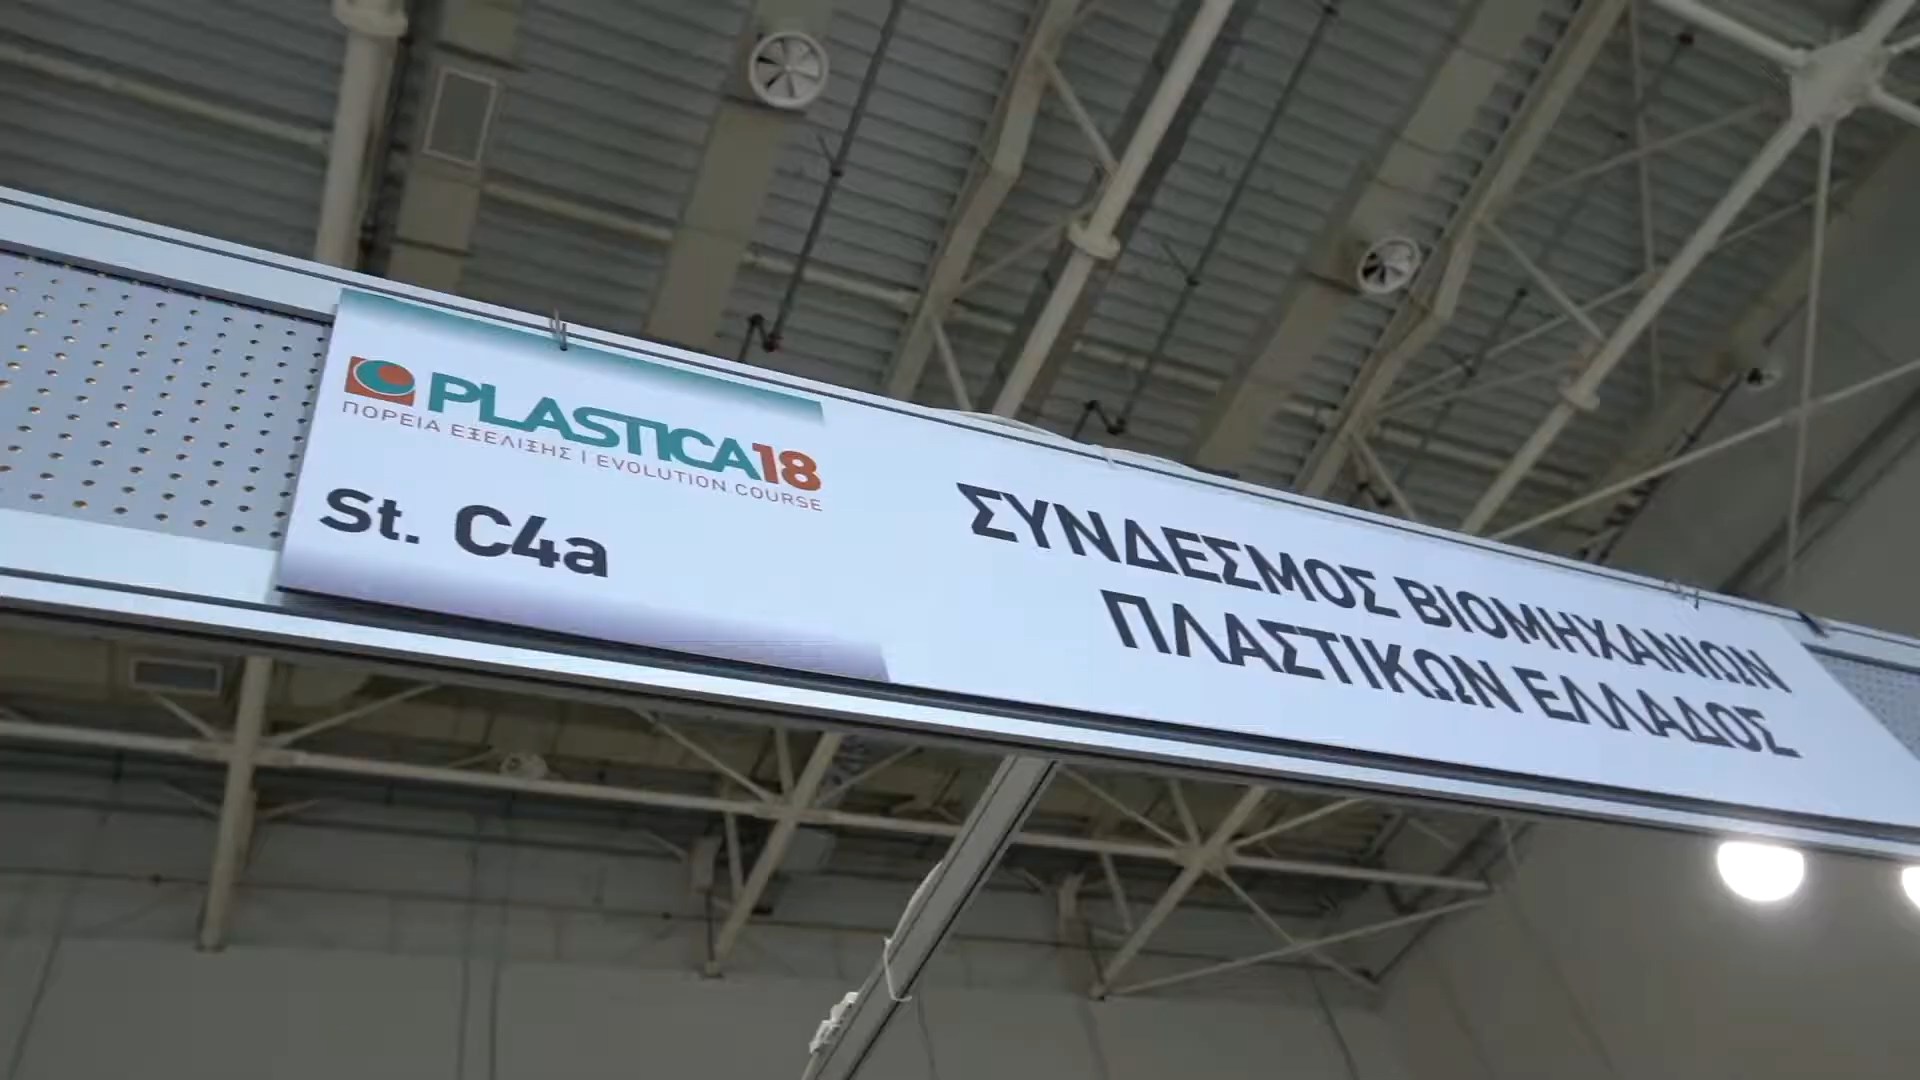 PLASTICA18
ΠΟΡΕΙΑ ΕΞΕΛΙΞΗΣ | EVOLUTION COURSE
St. C4a
ΣΥΝΔΕΣΜΟΣ ΒΙΟΜΗΧΑΝΙΩΝ
ΠΛΑΣΤΙΚΩΝ ΕΛΛΑΔΟΣ